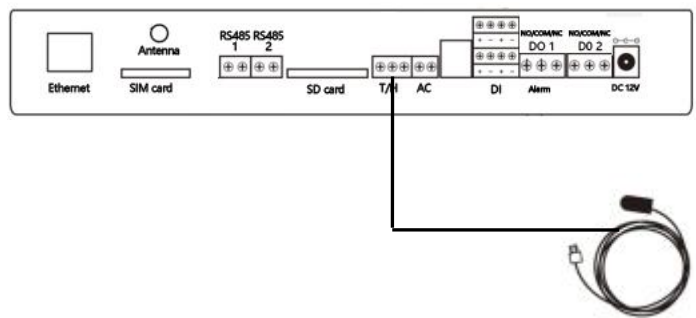 Ethernet
Antenna
SIM card
RS485 RS485
1 2
SD card
T/H
AC
DI
+ - + -
- - - -
NO/COM/NC NO/COM/NC
DO 1 D0 2
Alarm
DC 12V